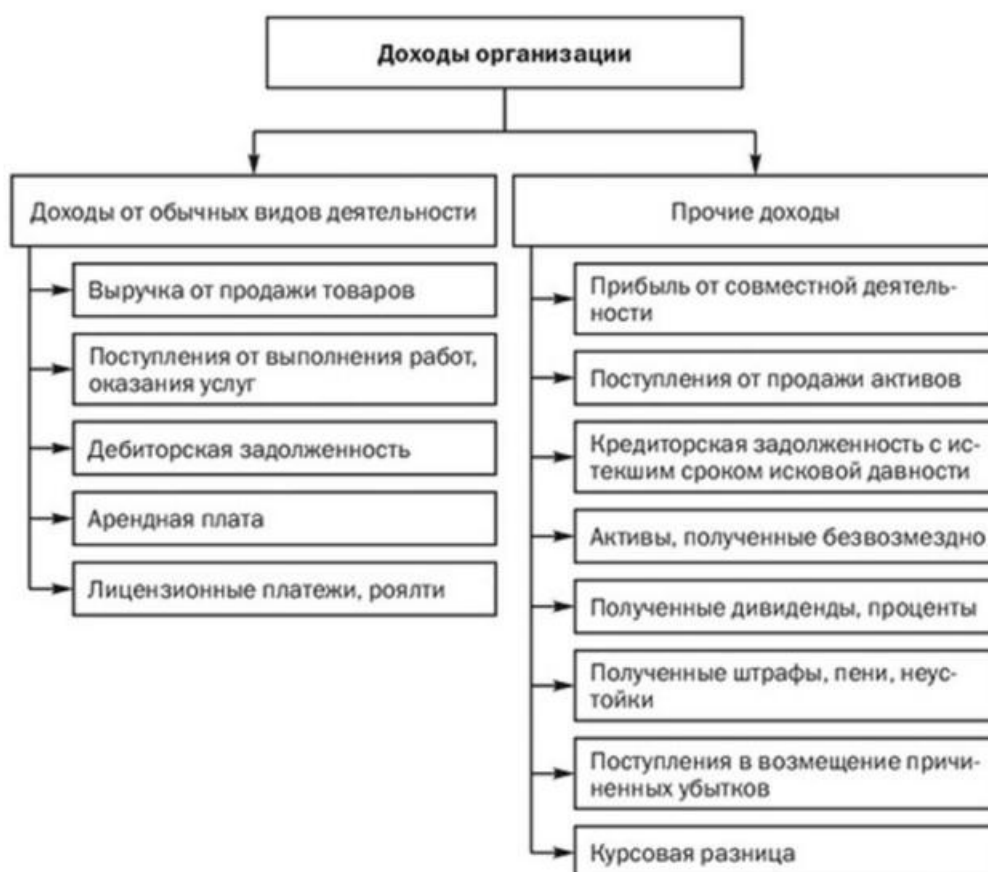 Доходы организации
Доходы от обычных видов деятельности
Выручка от продажи товаров
Поступления от выполнения работ,
оказания услуг
Дебиторская задолженность
Арендная плата
Лицензионные платежи, роялти
Прочие доходы
Прибыль от совместной деятель-
ности
Поступления от продажи активов
Кредиторская задолженность с ис-
текшим сроком исковой давности
Активы, полученные безвозмездно
Полученные дивиденды, проценты
Полученные штрафы, пени, неус-
тойки
Поступления в возмещение причи-
ненных убытков
Курсовая разница